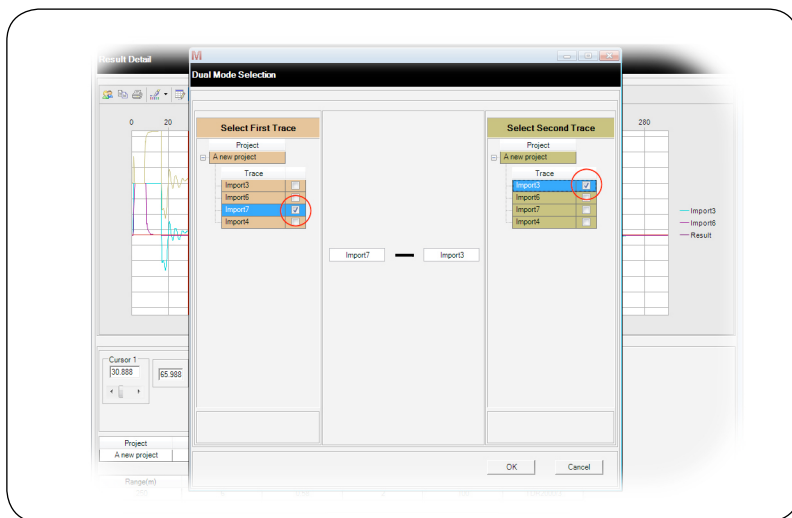 Result Detail
M
Dual Mode Selection
0 20
280
Select First Trace
Project
A new project
Trace
Import3
Import6
Import7
Import4
Import7
Import3
Select Second Trace
Project
A new project
Trace
Import3
Import6
Import7
Import4
Import3
Import6
Result
Cursor 1
30.888
65.988
Project
A new project
Range(m)
OK Cancel